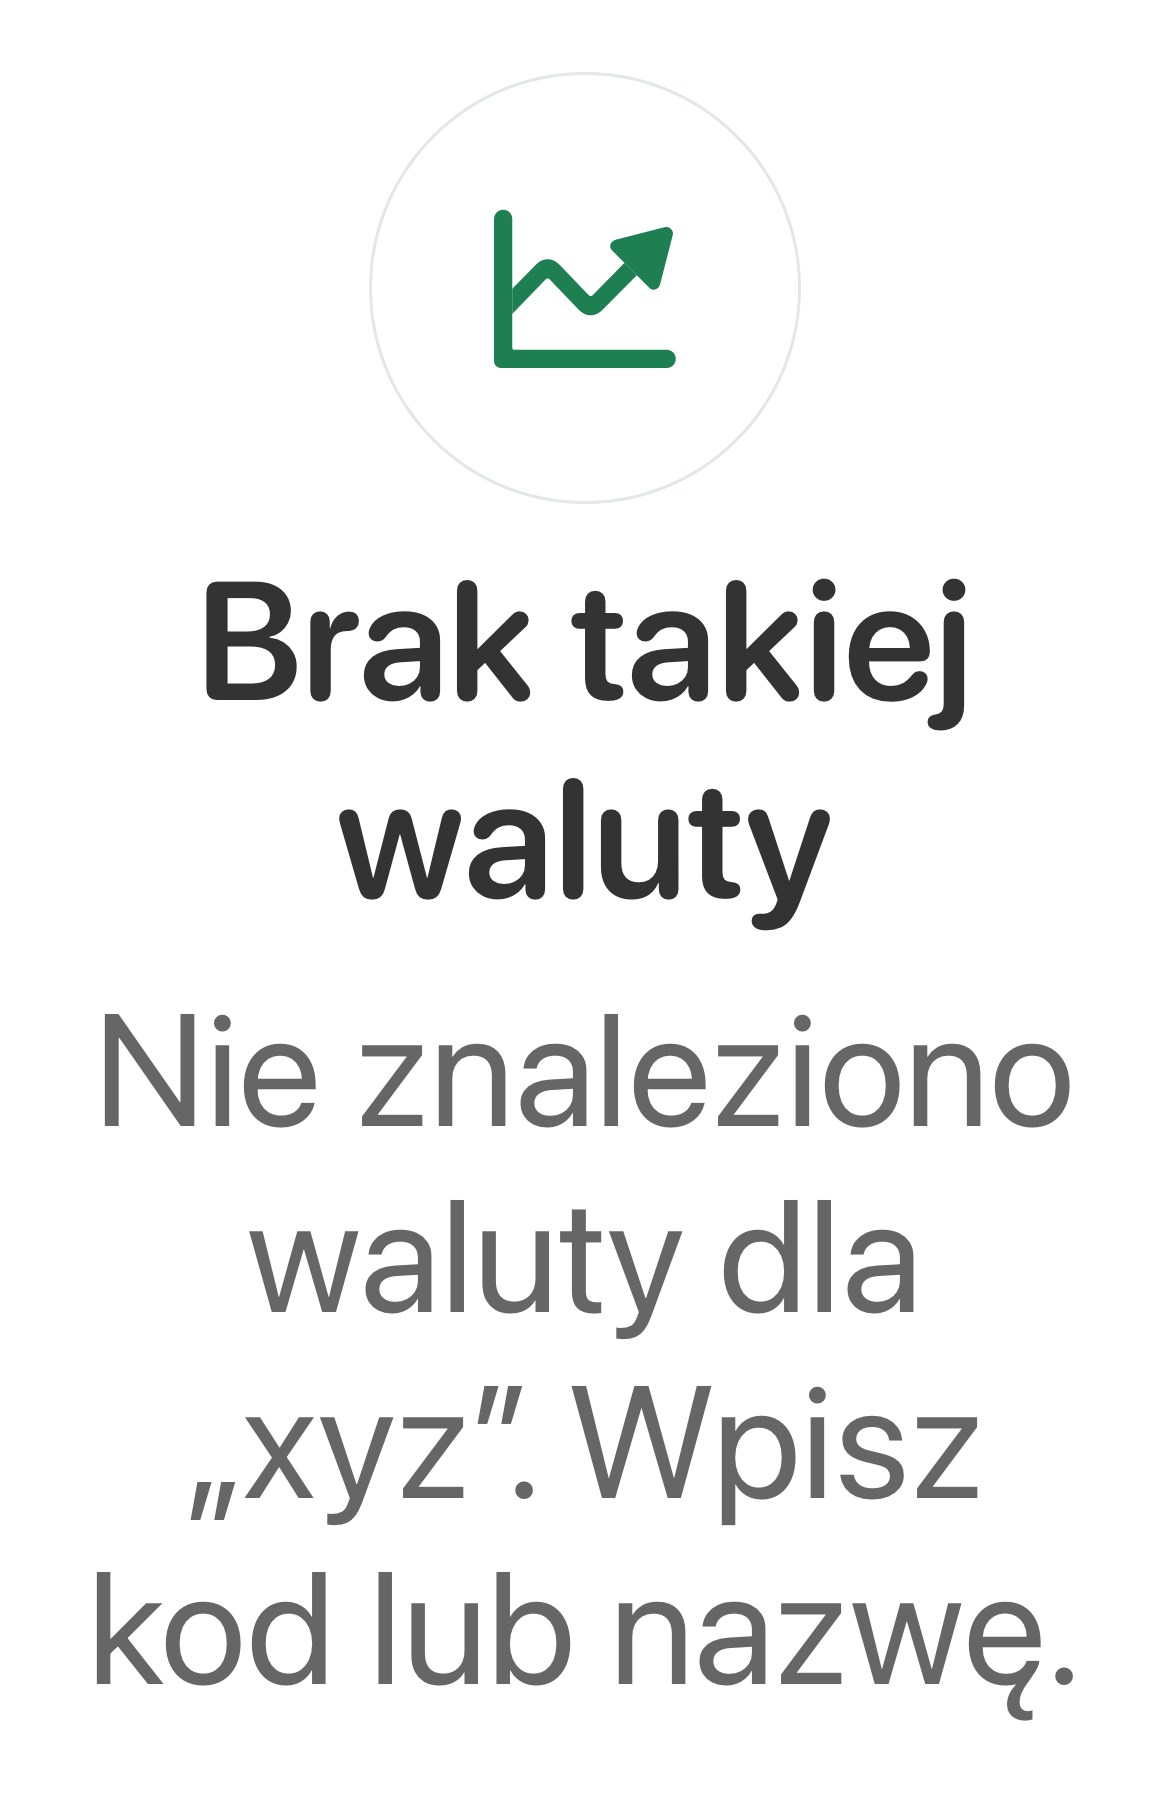 Brak takiej
waluty
Nie znaleziono
waluty dla
„xyz”. Wpisz
kod lub nazwę.